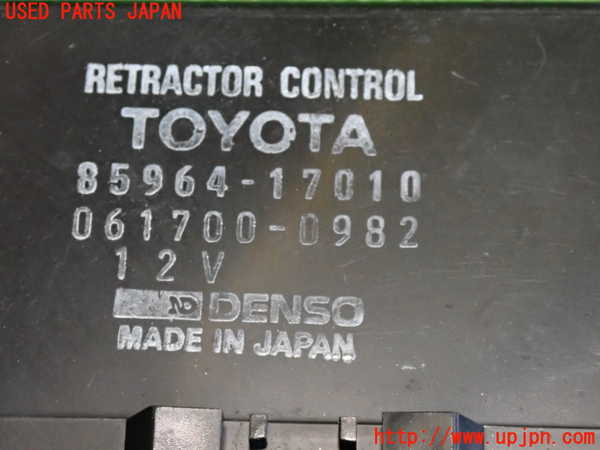 USED PARTS JAPAN
RETRACTOR CONTROL
TOYOTA
85964-17010
061700-0982
12V
ND DENSO
MADE IN JAPAN
http://www.upjpn.com/